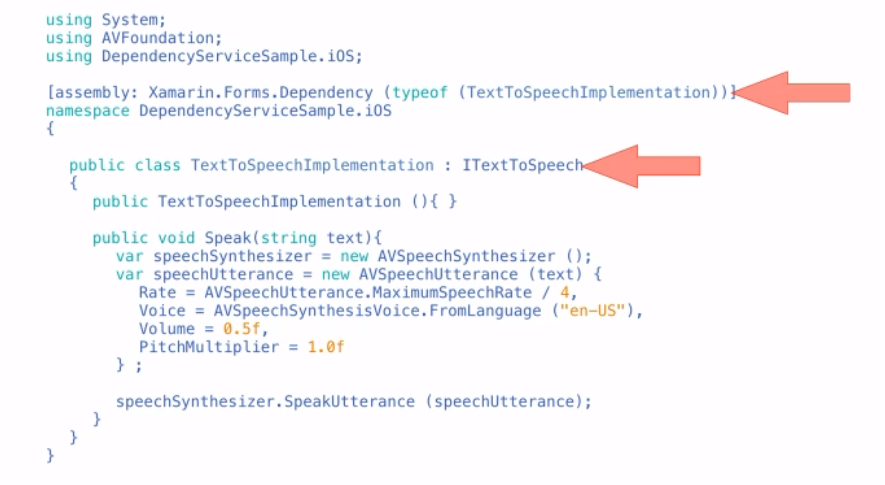 using System;
using AVFoundation;
using DependencyServiceSample.iOS;
[assembly: Xamarin.Forms.Dependency (typeof (TextToSpeechImplementation))]
namespace DependencyServiceSample.iOS
{
public class TextToSpeechImplementation : ITextToSpeech
{
public TextToSpeechImplementation (){ }
public void Speak(string text){
var speechSynthesizer = new AVSpeechSynthesizer ();
var speechUtterance = new AVSpeechUtterance (text) {
Rate = AVSpeechUtterance.MaximumSpeechRate / 4,
Voice = AVSpeechSynthesisVoice.FromLanguage ("en-US"),
Volume = 0.5f,
PitchMultiplier = 1.0f
} ;
speechSynthesizer.SpeakUtterance (speechUtterance);
}
}
}